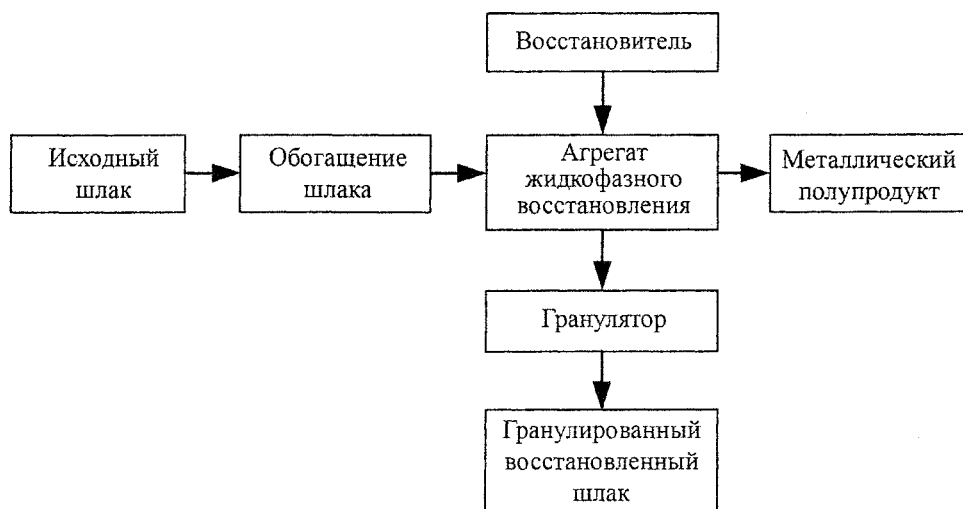 Восстановитель
Исходный
шлак
Обогащение
шлака
Агрегат
жидкофазного
восстановления
Металлический
полупродукт
Гранулятор
Гранулированный
восстановленный
шлак